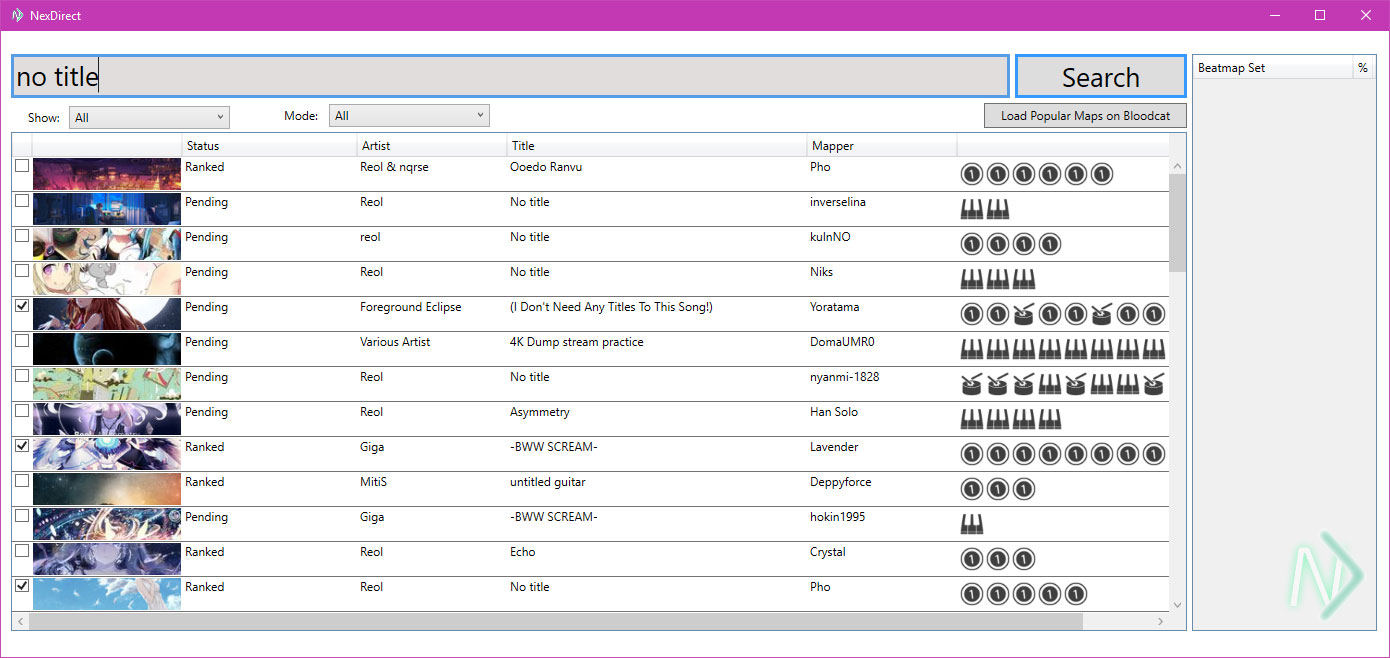 NexDirect
no title
Search
Beatmap Set %
Show: All
Mode: All
Load Popular Maps on Bloodcat
Status Artist Title Mapper
Ranked Reol & nqrse Ooedo Ranvu Pho
Pending Reol No title inverselina
Pending reol No title kuInNO
Pending Reol No title Niks
Pending Foreground Eclipse (I Don't Need Any Titles To This Song!) Yoratama
Pending Various Artist 4K Dump stream practice DomaUMR0
Pending Reol No title nyanmi-1828
Pending Reol Asymmetry Han Solo
Ranked Giga -BWW SCREAM- Lavender
Ranked MitiS untitled guitar Deppyforce
Pending Giga -BWW SCREAM- hokin1995
Ranked Reol Echo Crystal
Ranked Reol No title Pho